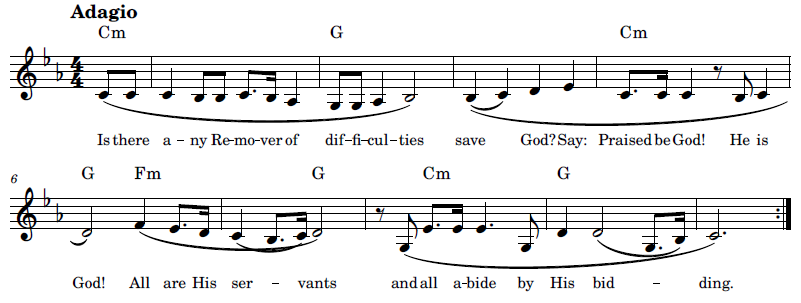 Adagio
Cm G Cm
4
4
Is there a – ny Re–mo–ver of dif–fi–cul–ties save God? Say: Praised be God! He is
6
G Fm G Cm G
God! All are His ser – vants and all a–bide by His bid – ding.